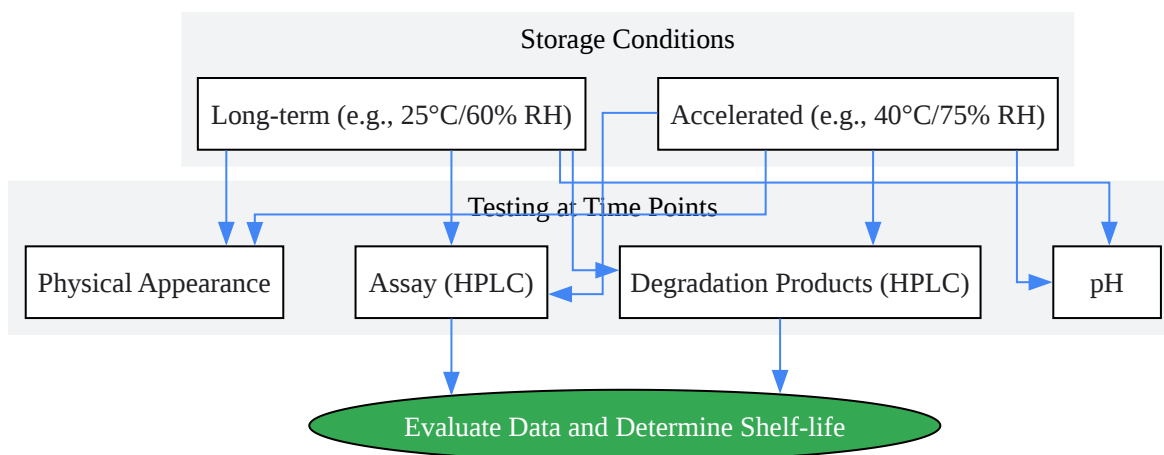 Storage Conditions
Long-term (e.g., 25°C/60% RH)
Accelerated (e.g., 40°C/75% RH)
Testing at Time Points
Physical Appearance
Assay (HPLC)
Degradation Products (HPLC)
pH
Evaluate Data and Determine Shelf-life